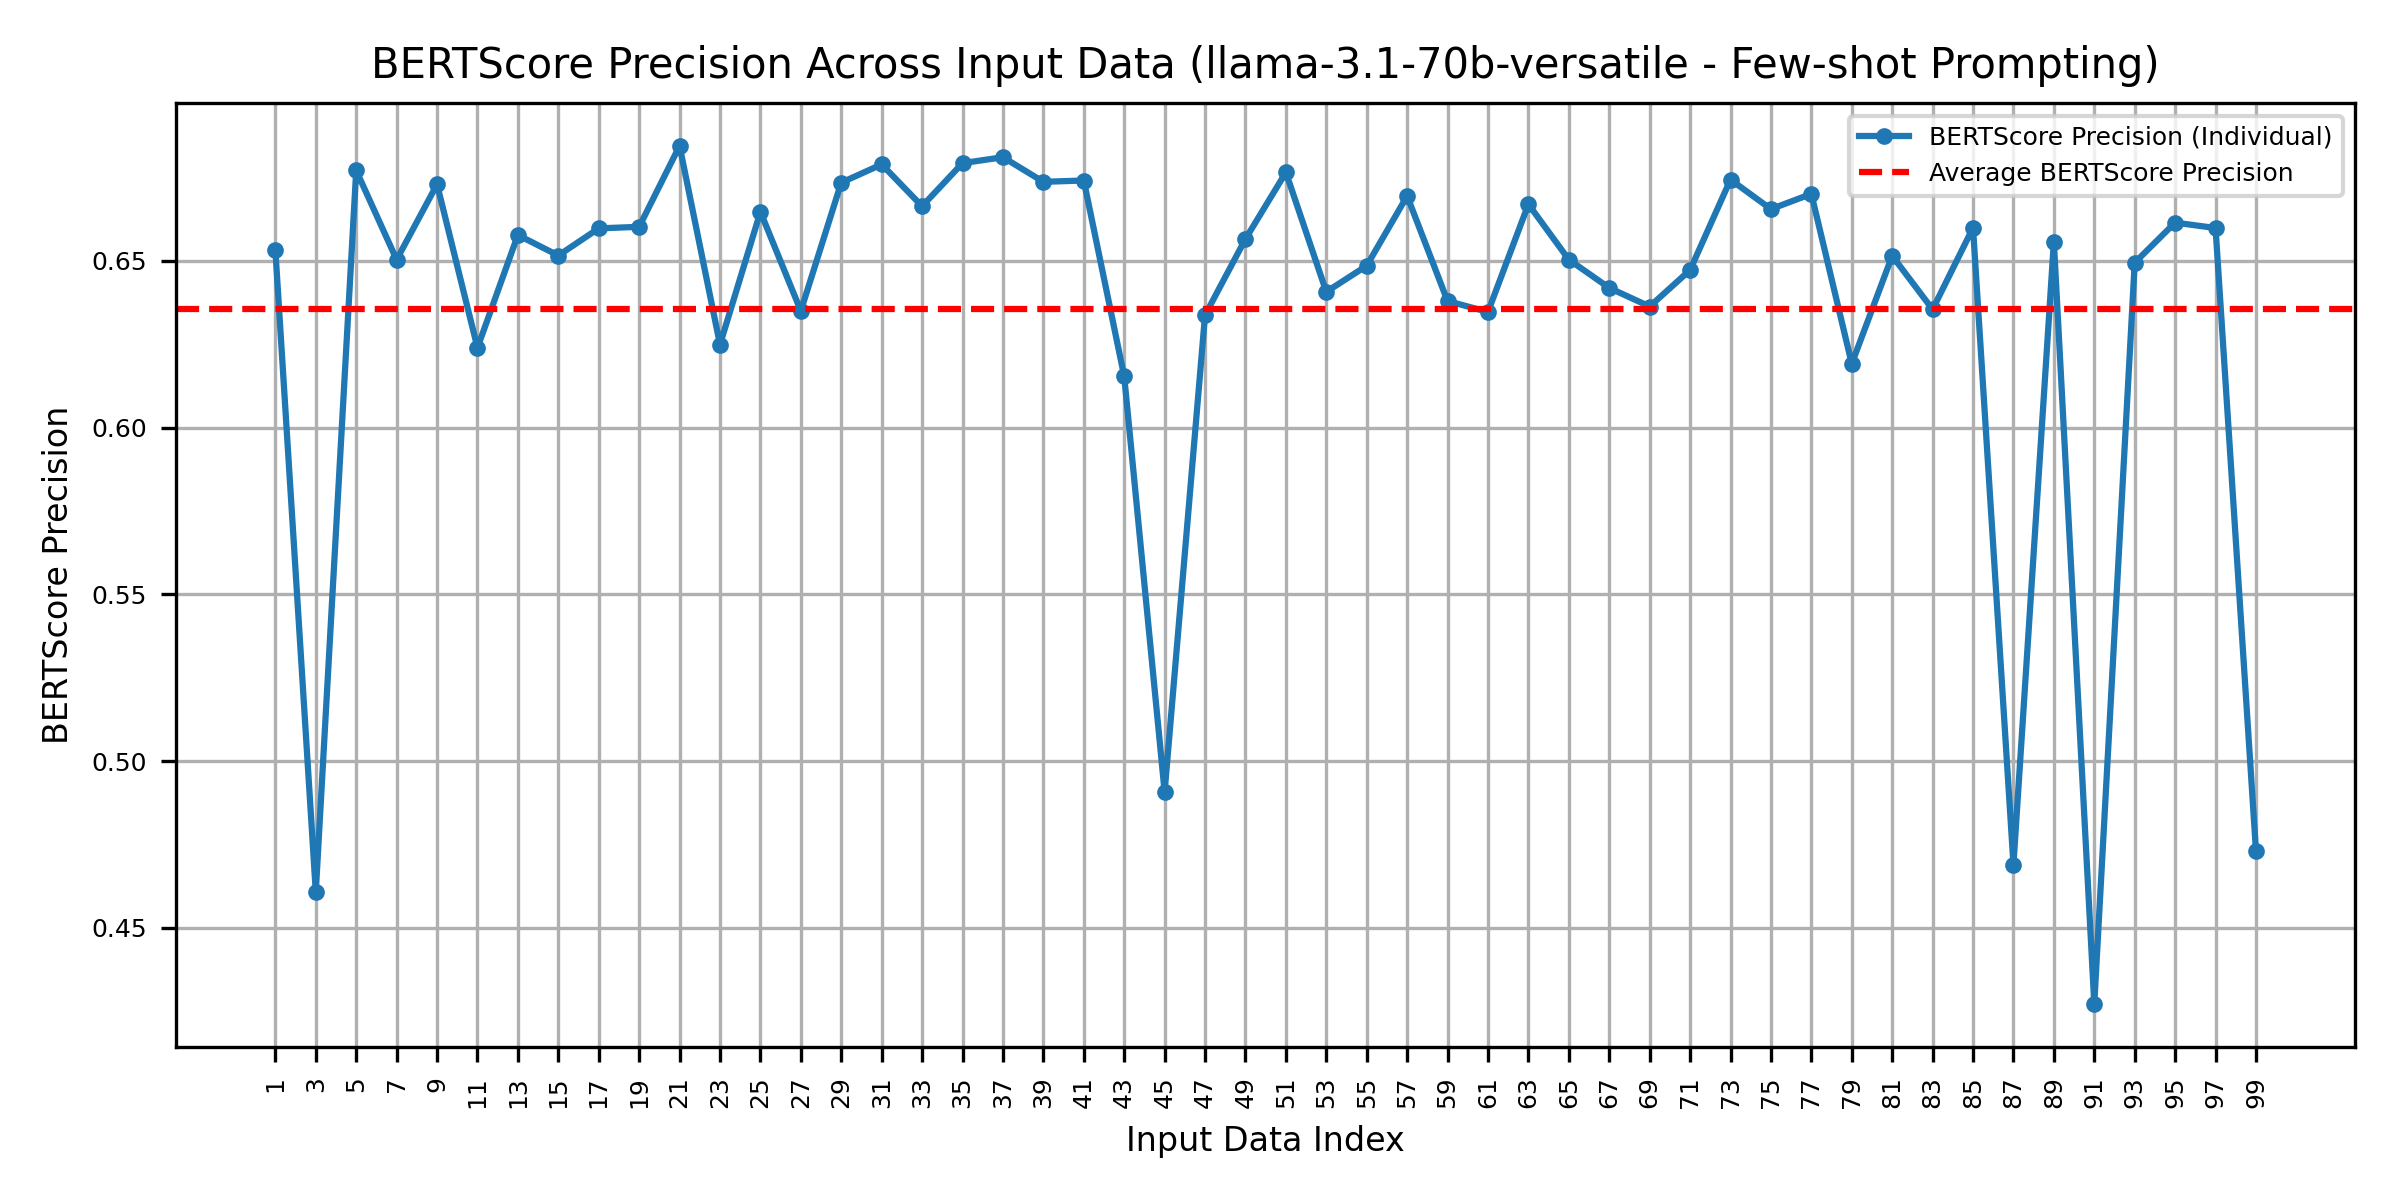 BERTScore Precision Across Input Data (llama-3.1-70b-versatile - Few-shot Prompting)
BERTScore Precision (Individual)
Average BERTScore Precision
BERTScore Precision
0.65
0.60
0.55
0.50
0.45
1 3 5 7 9 11 13 15 17 19 21 23 25 27 29 31 33 35 37 39 41 43 45 47 49 51 53 55 57 59 61 63 65 67 69 71 73 75 77 79 81 83 85 87 89 91 93 95 97 99
Input Data Index